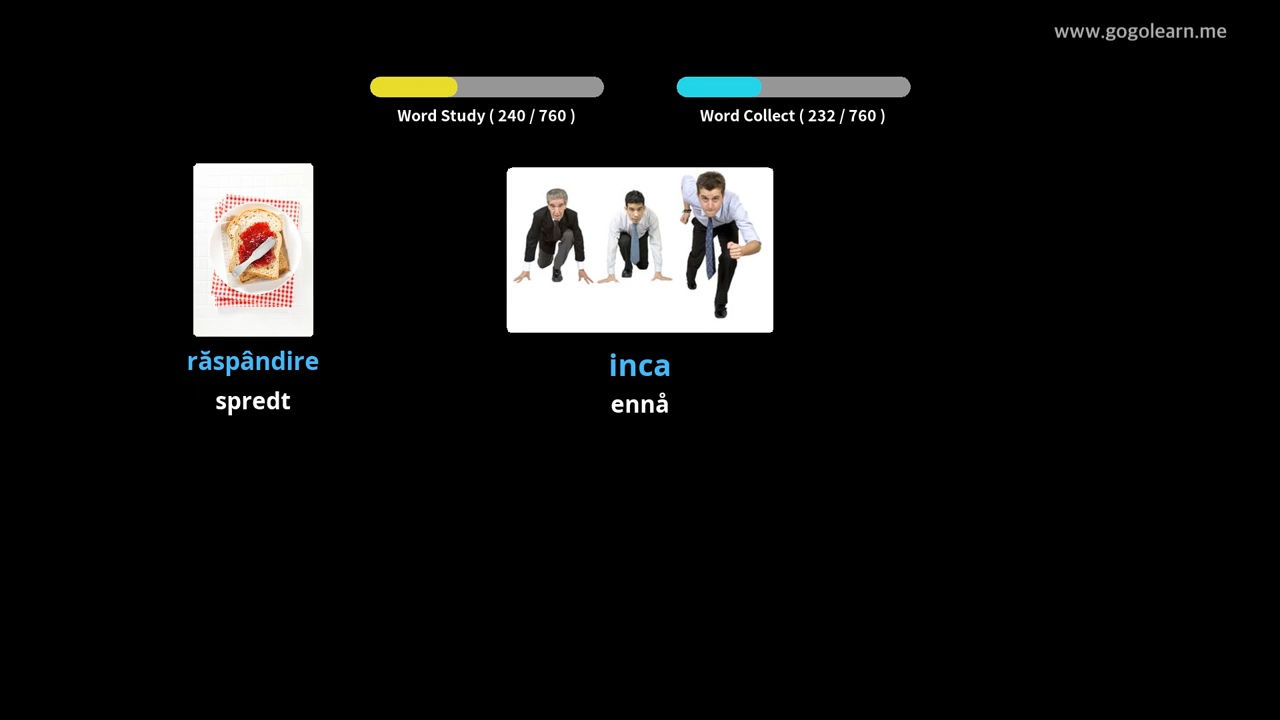 www.gogolearn.me
Word Study ( 240 / 760 )
Word Collect ( 232 / 760 )
răspândire
spredt
inca
ennå